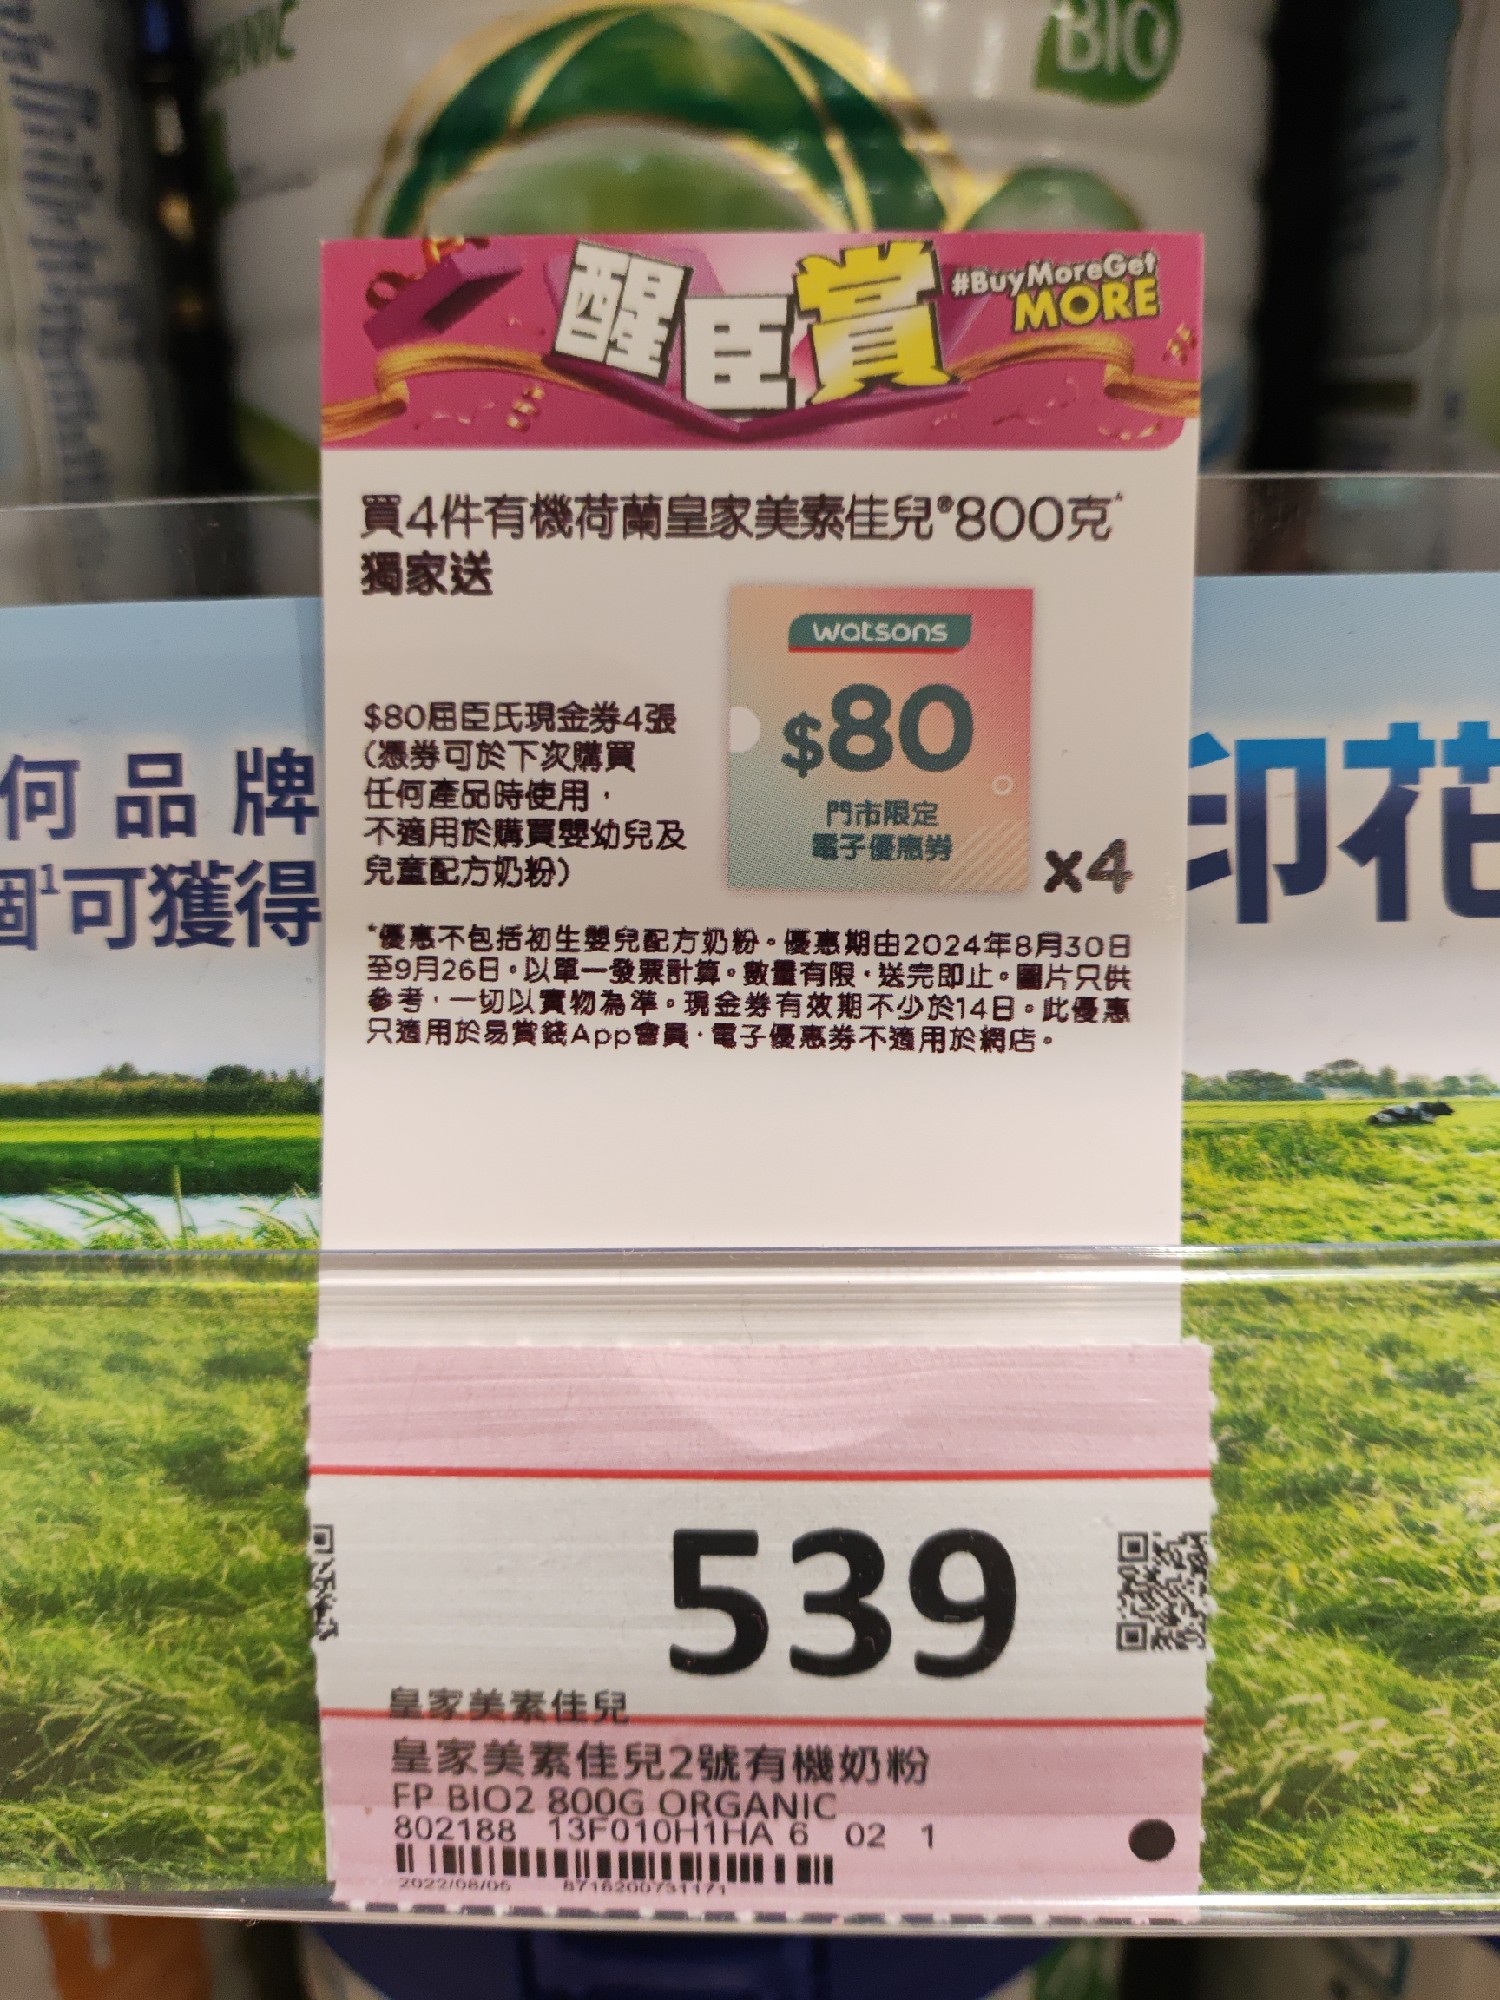 BIO
醒臣賞
#BuyMoreGet
MORE
買4件有機荷蘭皇家美素佳兒®800克*
獨家送
watsons
$80
門市限定
電子優惠券
x4
$80屈臣氏現金券4張
(憑券可於下次購買
任何產品時使用,
不適用於購買嬰幼兒及
兒童配方奶粉)
*優惠不包括初生嬰兒配方奶粉。優惠期由2024年8月30日
至9月26日。以單一發票計算。數量有限,送完即止。圖片只供
參考,一切以實物為準。現金券有效期不少於14日。此優惠
只適用於易賞錢App會員,電子優惠券不適用於網店。
何品牌
個¹可獲得
印花
539
皇家美素佳兒
皇家美素佳兒2號有機奶粉
FP BIO2 800G ORGANIC
802188 13F010H1HA 6 02 1
2022/08/05 8716200731171